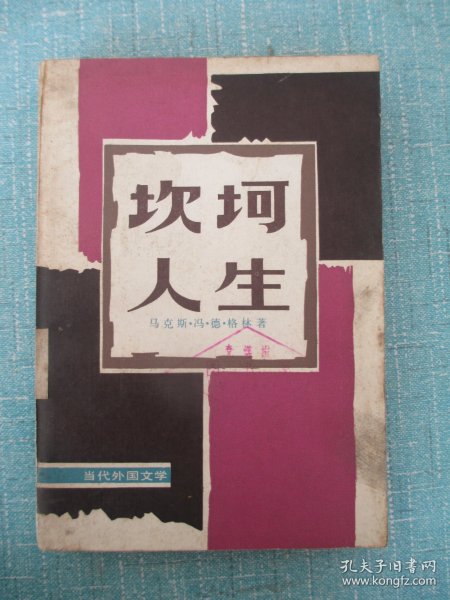 坎坷
人生
马克斯·冯·德·格林著
当代外国文学
孔夫子旧书网
www.kongfz.com